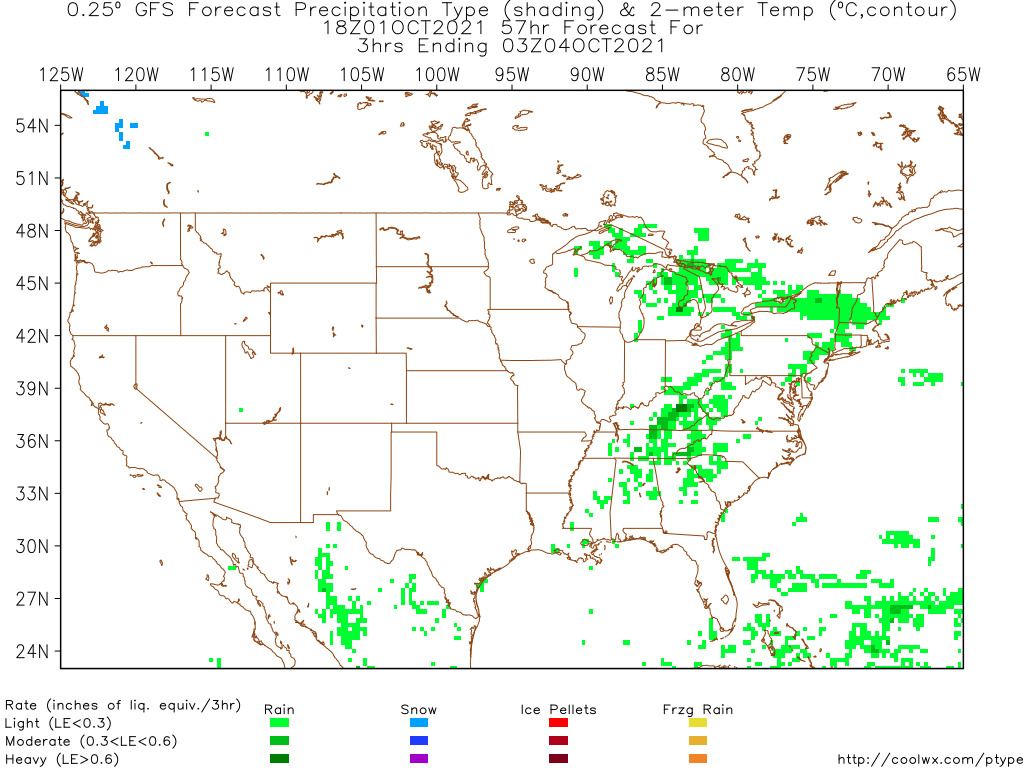 0.25º GFS Forecast Precipitation Type (shading) & 2-meter Temp (ºC,contour)
18Z01OCT2021 57hr Forecast For
3hrs Ending 03Z04OCT2021
125W 120W 115W 110W 105W 100W 95W 90W 85W 80W 75W 70W 65W
54N
51N
48N
45N
42N
39N
36N
33N
30N
27N
24N
Rate (inches of liq. equiv./3hr) Rain Snow Ice Pellets Frzg Rain
Light (LE<0.3)
Moderate (0.3<LE<0.6)
Heavy (LE>0.6)
http://coolwx.com/ptype